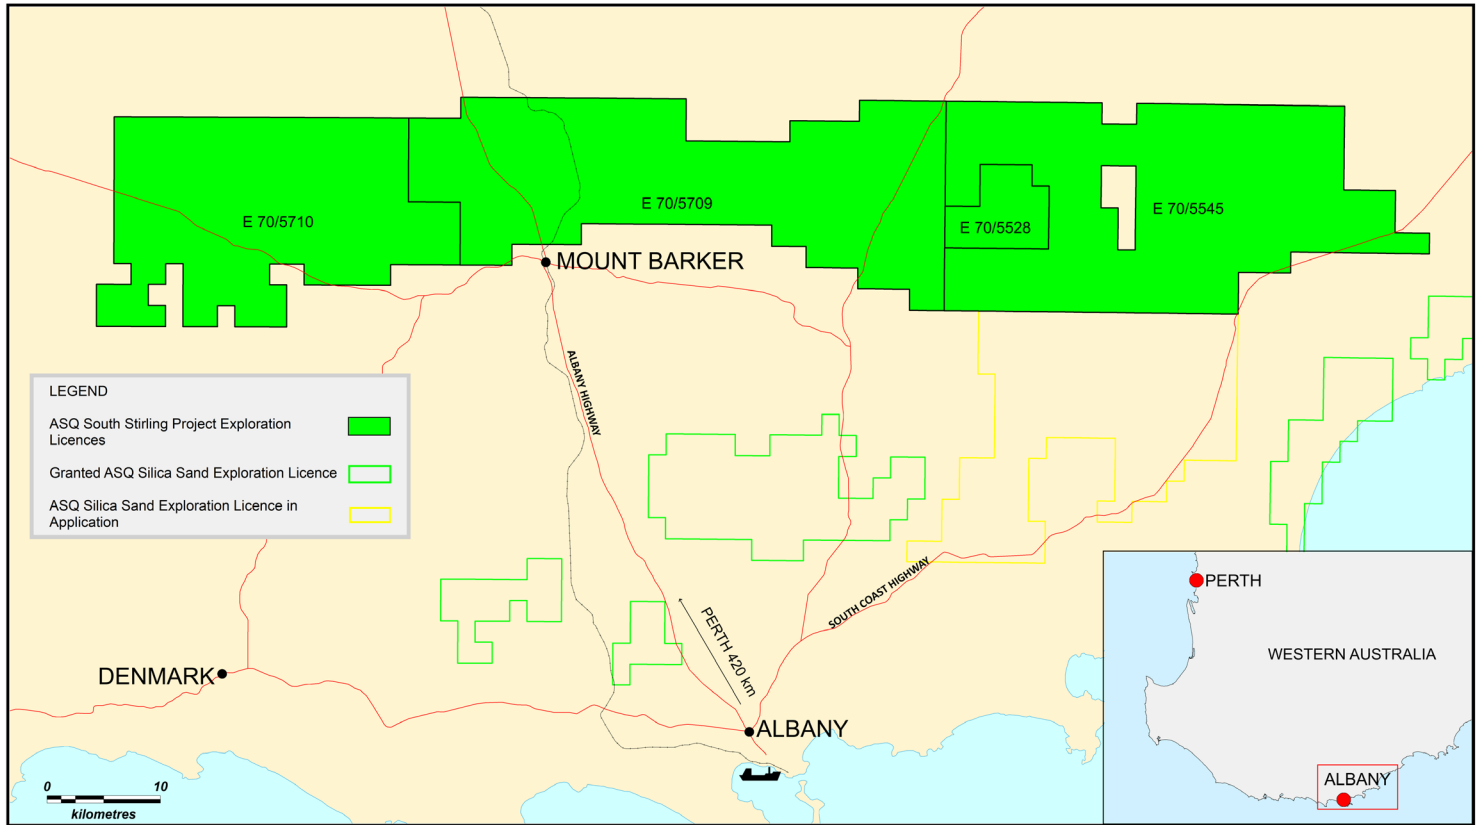 E 70/5710
E 70/5709
E 70/5528
E 70/5545
MOUNT BARKER
ALBANY HIGHWAY
LEGEND
ASQ South Stirling Project Exploration
Licences
Granted ASQ Silica Sand Exploration Licence
ASQ Silica Sand Exploration Licence in
Application
SOUTH COAST HIGHWAY
PERTH 420 km
DENMARK
ALBANY
0 10
kilometres
PERTH
WESTERN AUSTRALIA
ALBANY